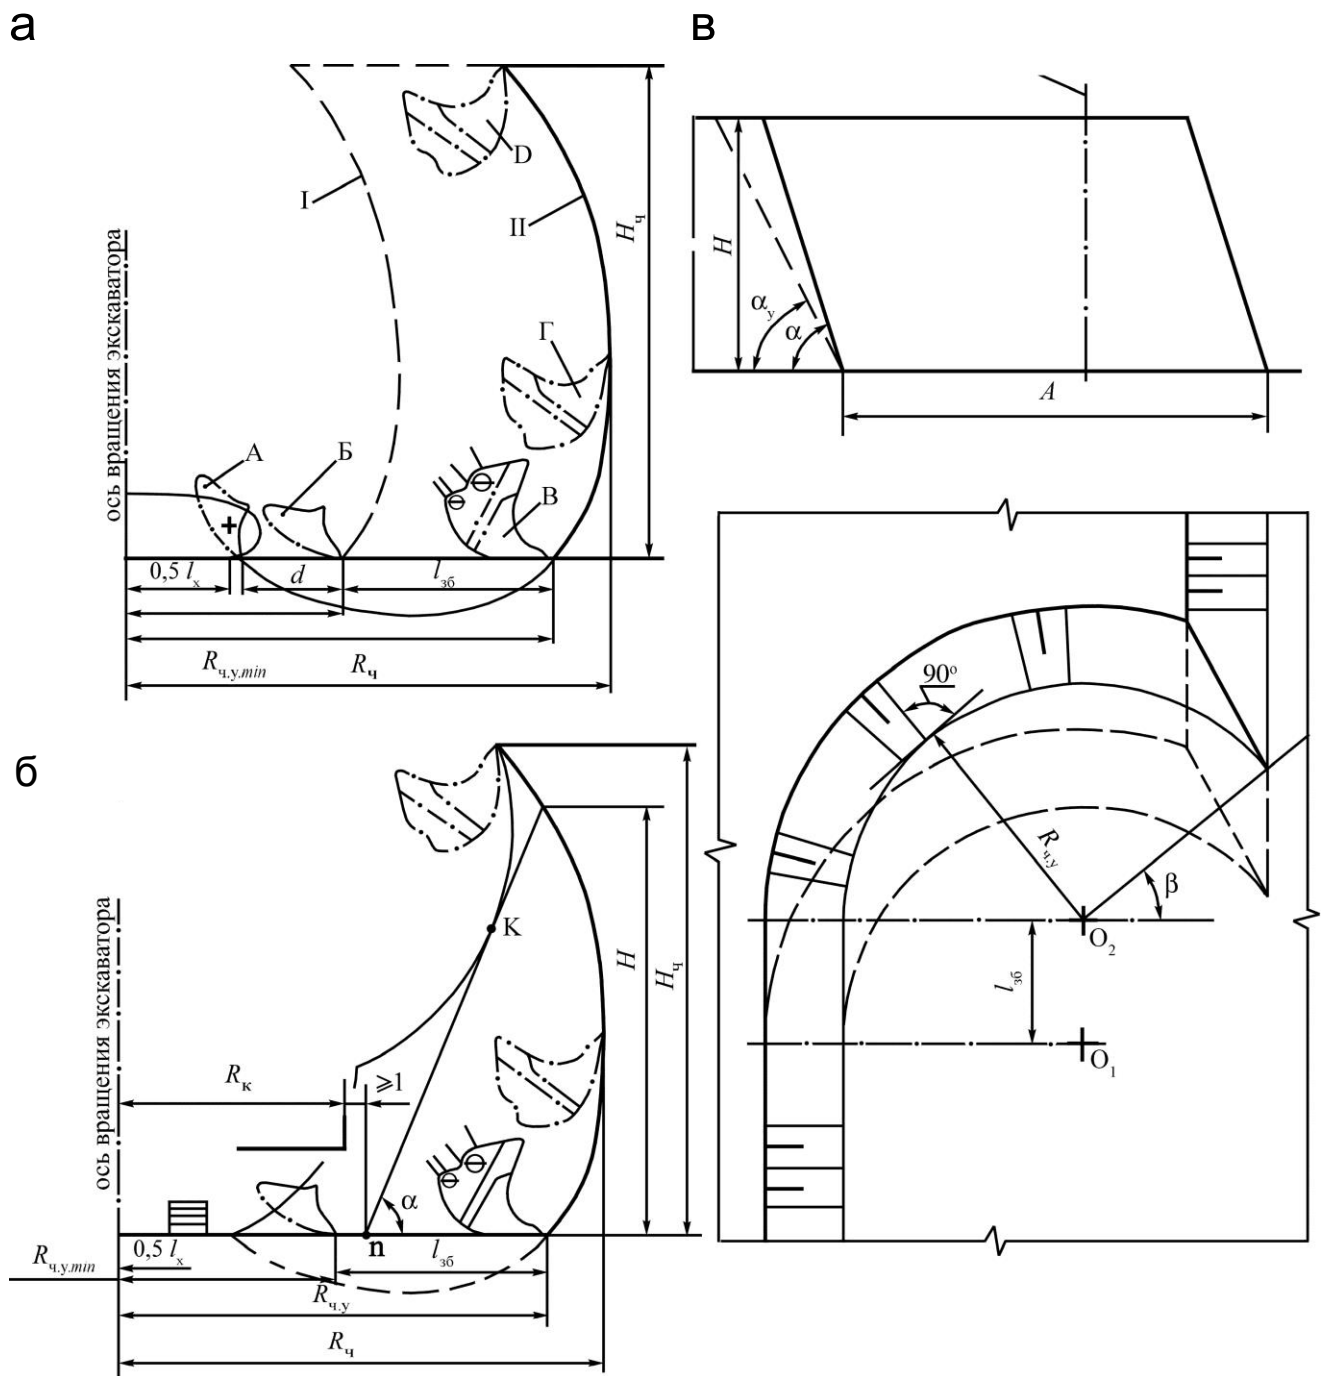 а
I
D
II
Hч
ось вращения экскаватора
Г
А
Б
В
0,5 lх
d
lзб
Rч.у.min
Rч
в
H
αу
α
A
90°
Rч.у
β
O₂
lзб
O₁
б
K
H
Hч
ось вращения экскаватора
Rк
⩾1
α
n
Rч.у.min
0,5 lх
lзб
Rч.у
Rч